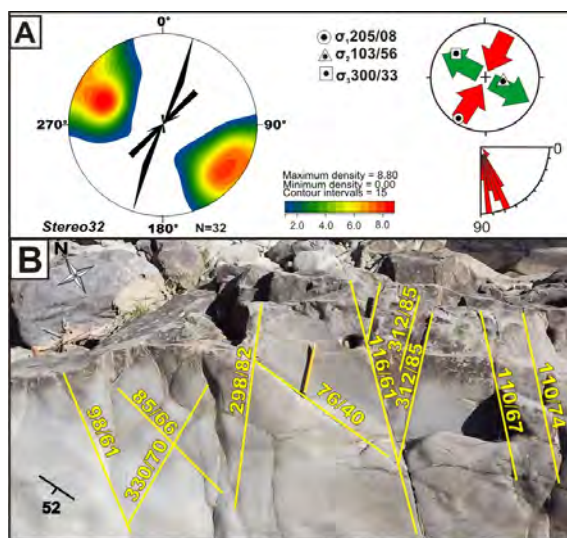 A
0°
270°
90°
180°
Stereo32
N=32
σ₁205/08
σ₂103/56
σ₃300/33
Maximum density = 8.80
Minimum density = 0.00
Contour intervals = 15
2.0 4.0 6.0 8.0
0
90
B
N
98/61
85/66
330/70
298/82
76/40
116/61
312/85
312/85
110/67
110/74
52